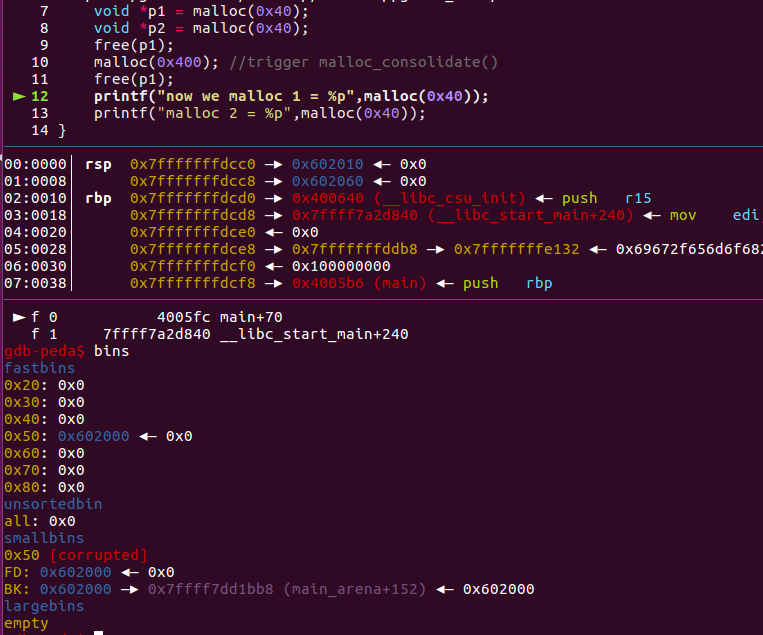 7 void *p1 = malloc(0x40);
8 void *p2 = malloc(0x40);
9 free(p1);
10 malloc(0x400); //trigger malloc_consolidate()
11 free(p1);
► 12 printf("now we malloc 1 = %p",malloc(0x40));
13 printf("malloc 2 = %p",malloc(0x40));
14 }
00:0000│ rsp 0x7fffffffdcc0 —▸ 0x602010 ◂— 0x0
01:0008│ 0x7fffffffdcc8 —▸ 0x602060 ◂— 0x0
02:0010│ rbp 0x7fffffffdcd0 —▸ 0x400640 (__libc_csu_init) ◂— push r15
03:0018│ 0x7fffffffdcd8 —▸ 0x7ffff7a2d840 (__libc_start_main+240) ◂— mov edi
04:0020│ 0x7fffffffdce0 ◂— 0x0
05:0028│ 0x7fffffffdce8 —▸ 0x7fffffffddb8 —▸ 0x7fffffffe132 ◂— 0x69672f656d6f682
06:0030│ 0x7fffffffdcf0 ◂— 0x100000000
07:0038│ 0x7fffffffdcf8 —▸ 0x4005b6 (main) ◂— push rbp
► f 0 4005fc main+70
f 1 7ffff7a2d840 __libc_start_main+240
gdb-peda$ bins
fastbins
0x20: 0x0
0x30: 0x0
0x40: 0x0
0x50: 0x602000 ◂— 0x0
0x60: 0x0
0x70: 0x0
0x80: 0x0
unsortedbin
all: 0x0
smallbins
0x50 [corrupted]
FD: 0x602000 ◂— 0x0
BK: 0x602000 —▸ 0x7ffff7dd1bb8 (main_arena+152) ◂— 0x602000
largebins
empty